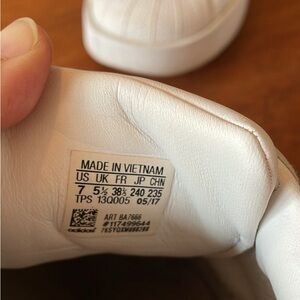 MADE IN VIETNAM
US UK FR JP CHN
7 5½ 38⅔ 240 235
TPS 13Q005 05/17
ART BA7666
#117499644
adidas